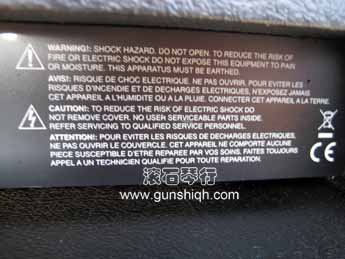 WARNING!: SHOCK HAZARD. DO NOT OPEN. TO REDUCE THE RISK OF
FIRE OR ELECTRIC SHOCK DO NOT EXPOSE THIS EQUIPMENT TO RAIN
OR MOISTURE. THIS APPARATUS MUST BE EARTHED.
AVIS!: RISQUE DE CHOC ELECTRIQUE. NE PAS OUVRIR. POUR EVITER LES
RISQUES D'INCENDIE ET DE DECHARGES ELECTRIQUES, N'EXPOSEZ JAMAIS
CET APPAREIL A L'HUMIDITE OU A LA PLUIE. CONNECTER CET APPAREIL A LA TERRE.
CAUTION: TO REDUCE THE RISK OF ELECTRIC SHOCK DO
NOT REMOVE COVER. NO USER SERVICEABLE PARTS INSIDE.
REFER SERVICING TO QUALIFIED SERVICE PERSONNEL.
ATTENTION!: POUR EVITER LES RISQUES DE DECHARGES ELECTRIQUES,
NE PAS OUVRIR LE COUVERCLE. CET APPAREIL NE COMPORTE AUCUNE
PIECE SUSCEPTIBLE D'ETRE REPAREE PAR VOS SOINS. FAITES TOUJOURS
APPEL A UN TECHNICIEN QUALIFIE POUR TOUTE REPARATION.
CE
滚石琴行
www.gunshiqh.com